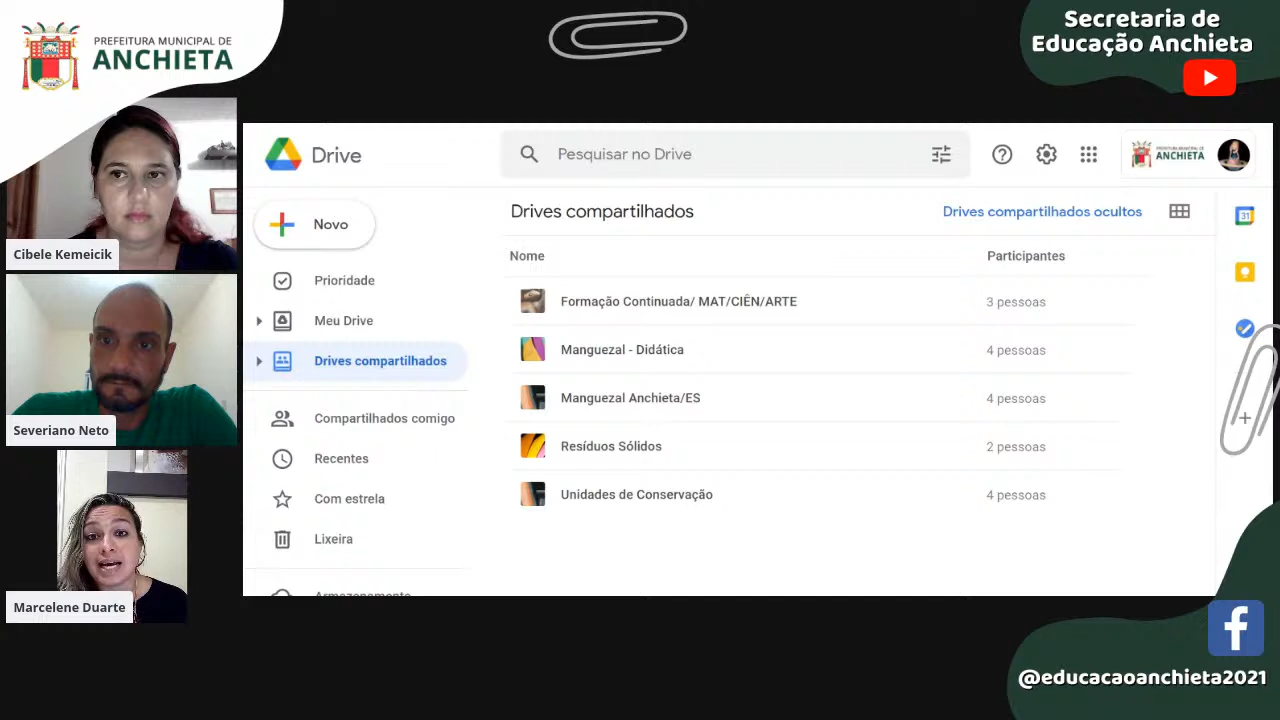 PREFEITURA MUNICIPAL DE
ANCHIETA
Secretaria de
Educação Anchieta
Cibele Kemeicik
Severiano Neto
Marcelene Duarte
Drive
Pesquisar no Drive
ANCHIETA
Novo
Prioridade
Meu Drive
Drives compartilhados
Compartilhados comigo
Recentes
Com estrela
Lixeira
Armazenamento
Drives compartilhados
Drives compartilhados ocultos
Nome
Participantes
Formação Continuada/ MAT/CIÊN/ARTE
3 pessoas
Manguezal - Didática
4 pessoas
Manguezal Anchieta/ES
4 pessoas
Resíduos Sólidos
2 pessoas
Unidades de Conservação
4 pessoas
31
@educacaoanchieta2021